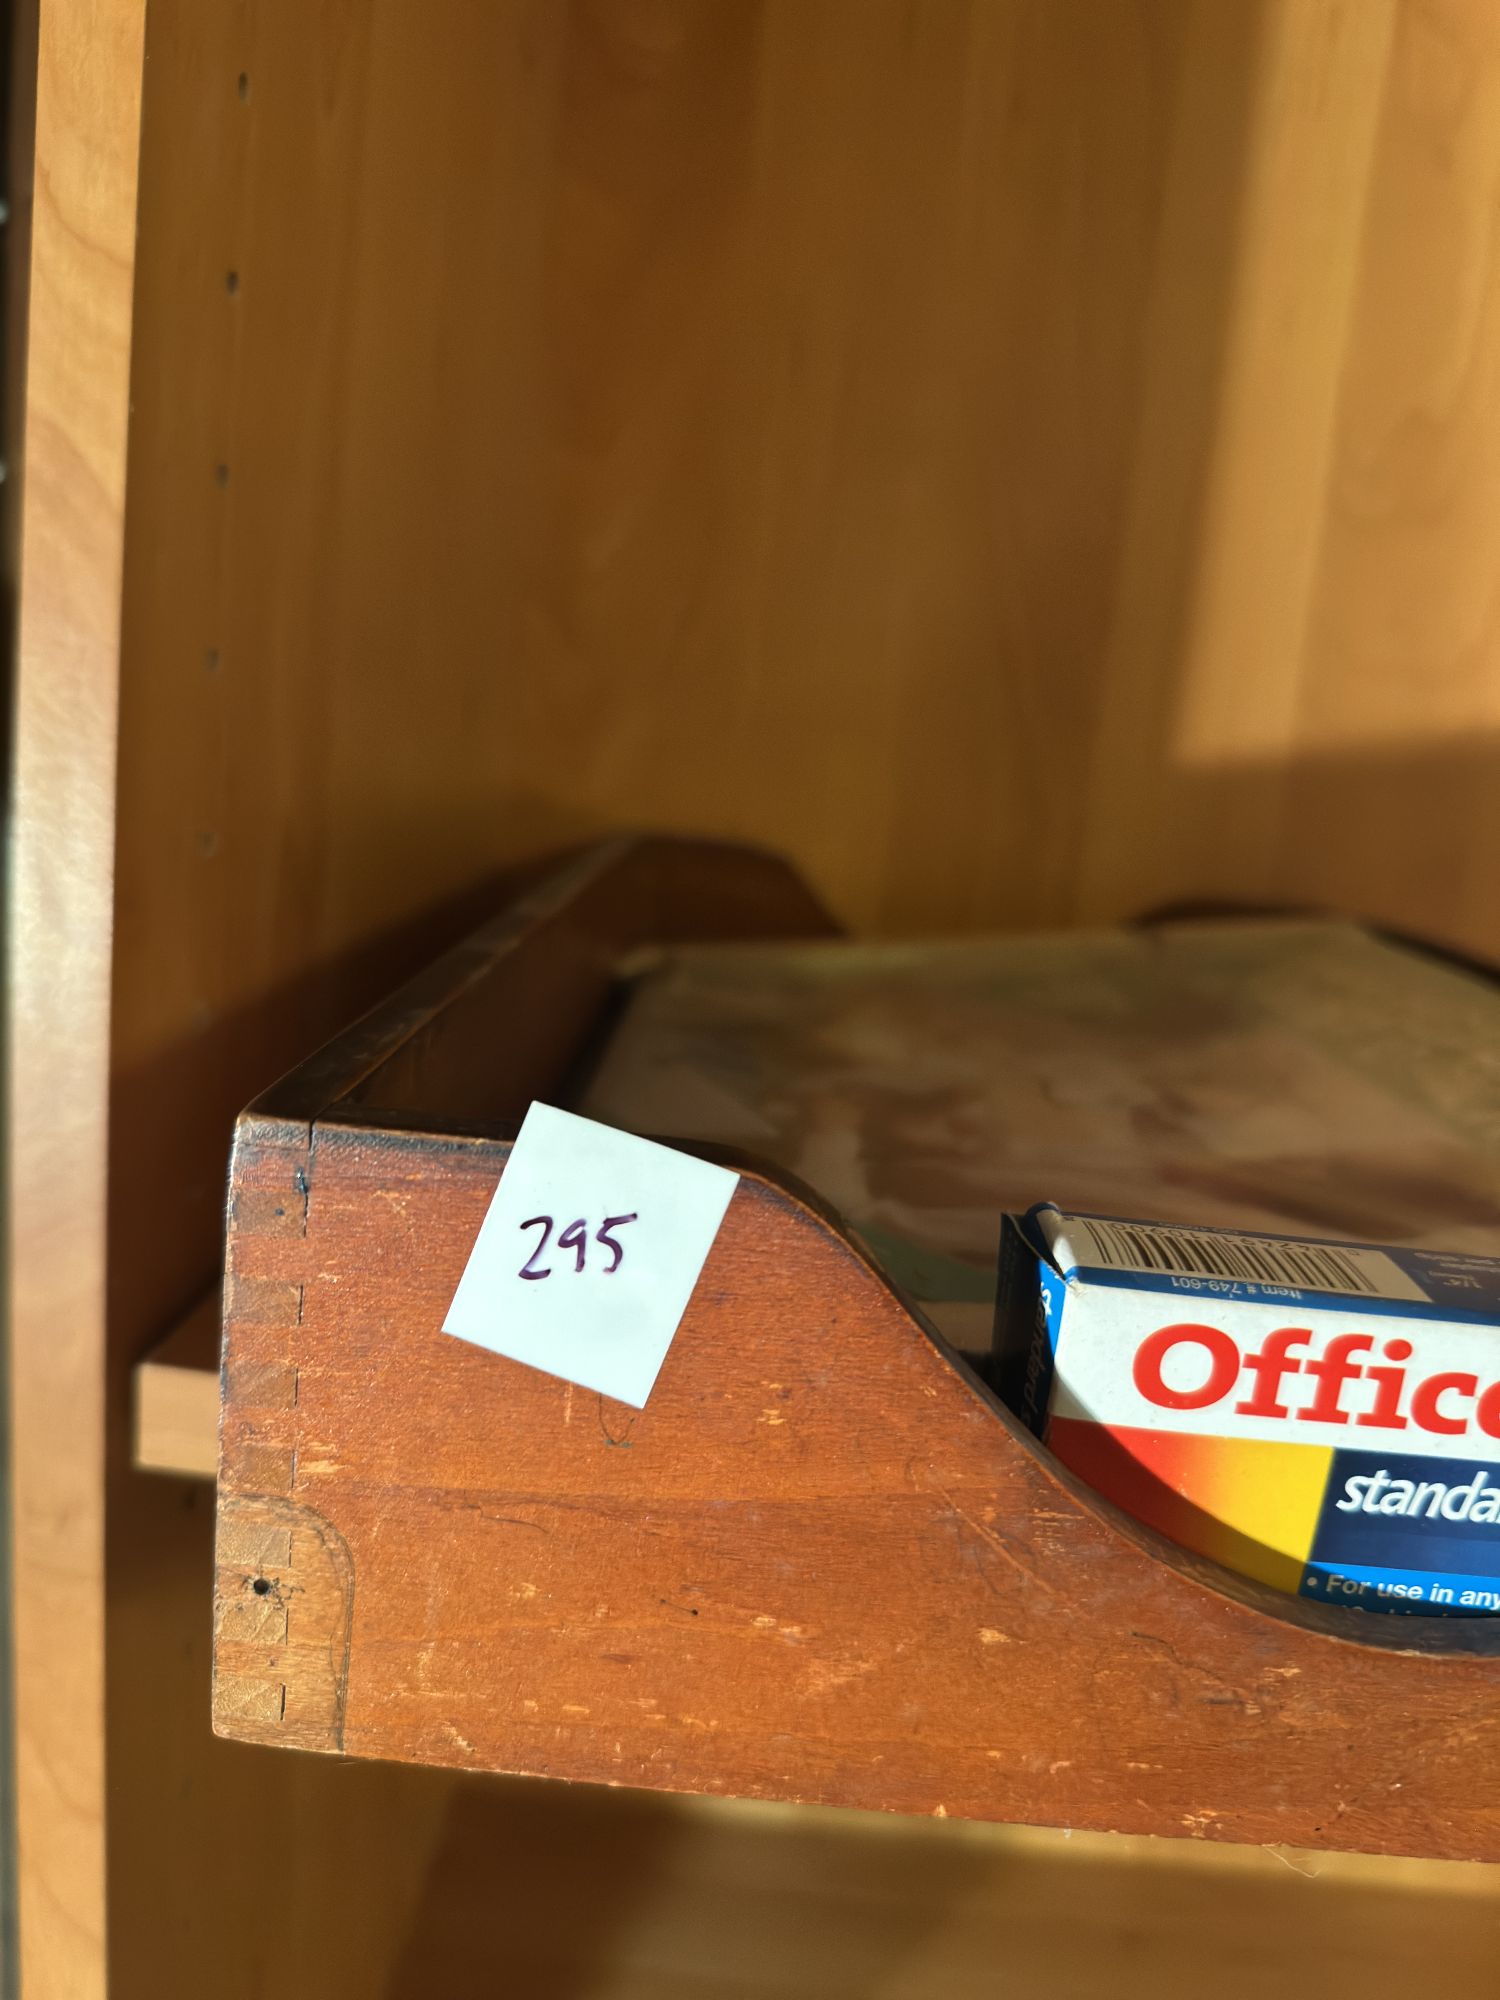 295
Item # 749-601
Office
standa
• For use in any